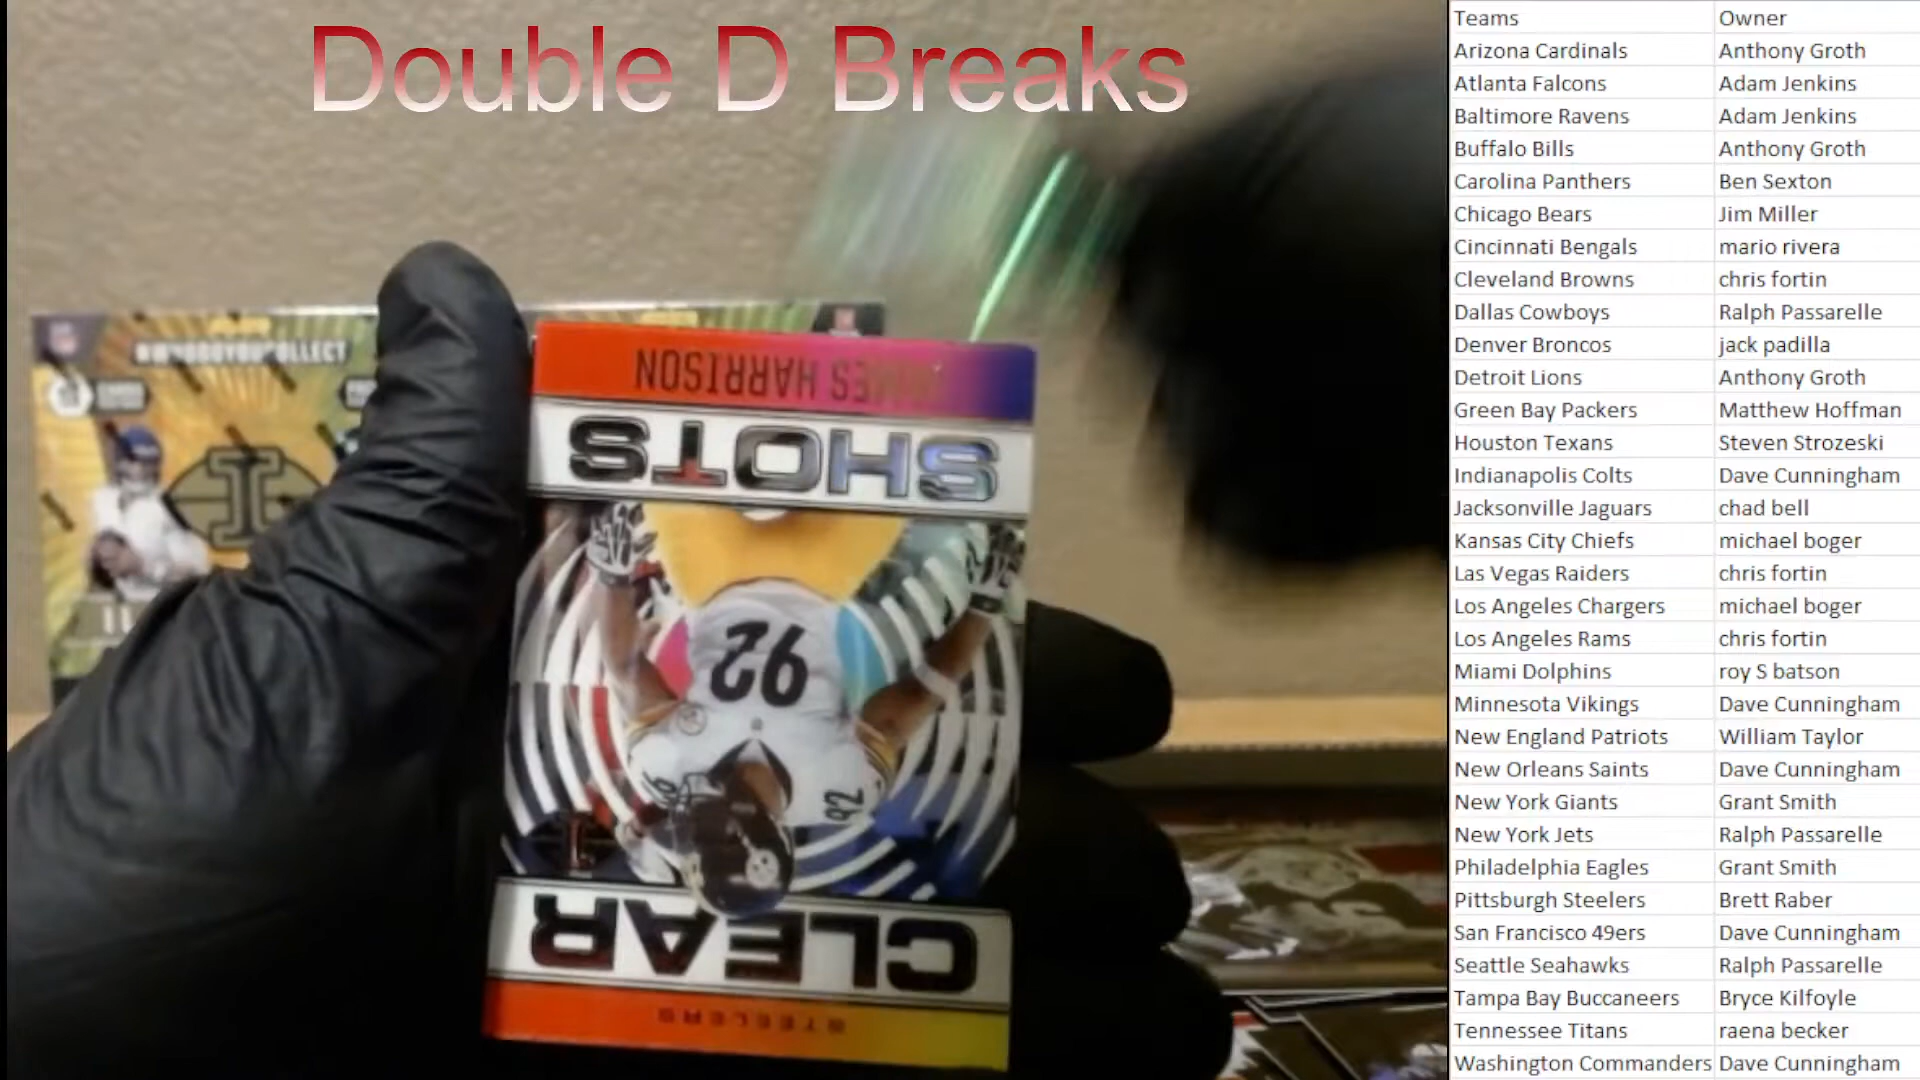 Double D Breaks
#WHODOYOUCOLLECT
JAMES HARRISON
SHOTS
92
92
CLEAR
STEELERS
Teams Owner
Arizona Cardinals Anthony Groth
Atlanta Falcons Adam Jenkins
Baltimore Ravens Adam Jenkins
Buffalo Bills Anthony Groth
Carolina Panthers Ben Sexton
Chicago Bears Jim Miller
Cincinnati Bengals mario rivera
Cleveland Browns chris fortin
Dallas Cowboys Ralph Passarelle
Denver Broncos jack padilla
Detroit Lions Anthony Groth
Green Bay Packers Matthew Hoffman
Houston Texans Steven Strozeski
Indianapolis Colts Dave Cunningham
Jacksonville Jaguars chad bell
Kansas City Chiefs michael boger
Las Vegas Raiders chris fortin
Los Angeles Chargers michael boger
Los Angeles Rams chris fortin
Miami Dolphins roy S batson
Minnesota Vikings Dave Cunningham
New England Patriots William Taylor
New Orleans Saints Dave Cunningham
New York Giants Grant Smith
New York Jets Ralph Passarelle
Philadelphia Eagles Grant Smith
Pittsburgh Steelers Brett Raber
San Francisco 49ers Dave Cunningham
Seattle Seahawks Ralph Passarelle
Tampa Bay Buccaneers Bryce Kilfoyle
Tennessee Titans raena becker
Washington Commanders Dave Cunningham